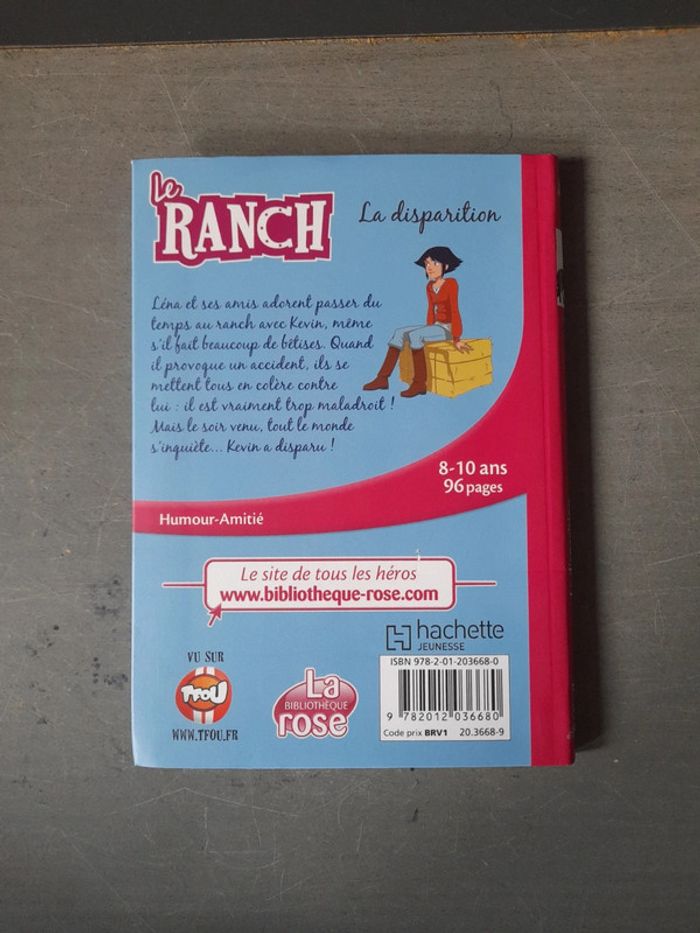 Le
RANCH
La disparition
Léna et ses amis adorent passer du
temps au ranch avec Kevin, même
s'il fait beaucoup de bêtises. Quand
il provoque un accident, ils se
mettent tous en colère contre
lui : il est vraiment trop maladroit !
Mais le soir venu, tout le monde
s'inquiète... Kevin a disparu !
8-10 ans
96 pages
Humour-Amitié
Le site de tous les héros
www.bibliotheque-rose.com
hachette
JEUNESSE
VU SUR
TFOU
WWW.TFOU.FR
La
BIBLIOTHÈQUE
rose
ISBN 978-2-01-203668-0
9 782012 036680
Code prix BRV1 20.3668-9